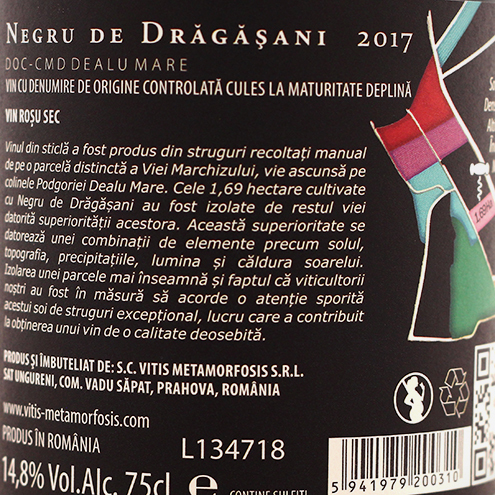 NEGRU DE DRĂGĂŞANI 2017
DOC-CMD DEALU MARE
VIN CU DENUMIRE DE ORIGINE CONTROLATĂ CULES LA MATURITATE DEPLINĂ
VIN ROȘU SEC
Vinul din sticlă a fost produs din struguri recoltați manual
de pe o parcelă distinctă a Viei Marchizului, vie ascunsă pe
colinele Podgoriei Dealu Mare. Cele 1,69 hectare cultivate
cu Negru de Drăgășani au fost izolate de restul viei
datorită superiorității acestora. Această superioritate se
datorează unei combinații de elemente precum solul,
topografia, precipitațiile, lumina și căldura soarelui.
Izolarea unei parcele mai înseamnă și faptul că viticultorii
noștri au fost în măsură să acorde o atenție sporită
acestui soi de struguri excepțional, lucru care a contribuit
la obținerea unui vin de o calitate deosebită.
PRODUS ȘI ÎMBUTELIAT DE: S.C. VITIS METAMORFOSIS S.R.L.
SAT UNGURENI, COM. VADU SĂPAT, PRAHOVA, ROMÂNIA
www.vitis-metamorfosis.com
PRODUS ÎN ROMÂNIA
L134718
14,8% Vol.Alc. 75cl e
CONȚINE SULFIȚI
5 941979 200310